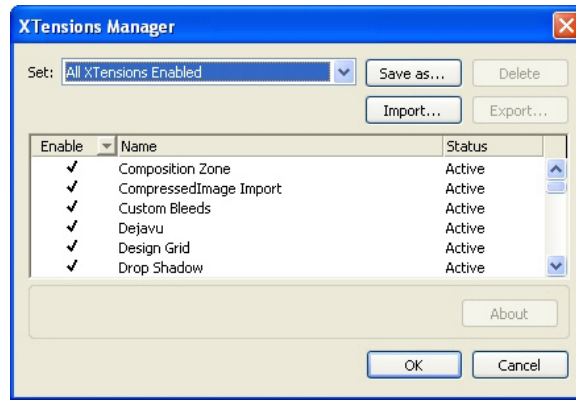 XTensions Manager
Set: All XTensions Enabled Save as... Delete
Import... Export...
Enable Name Status
Composition Zone Active
CompressedImage Import Active
Custom Bleeds Active
Dejavu Active
Design Grid Active
Drop Shadow Active
About
OK Cancel